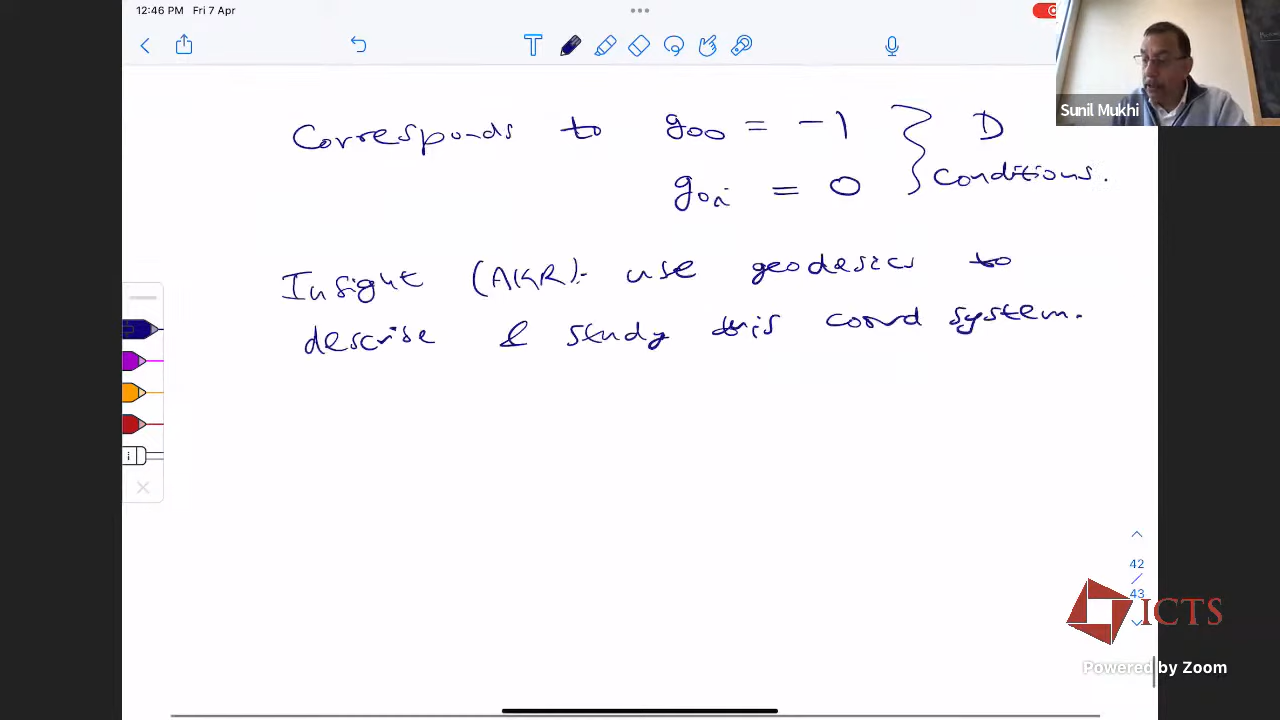 12:46 PM Fri 7 Apr
Sunil Mukhi
Corresponds to g₀₀ = -1 } D
g₀ᵢ = 0 } conditions.
Insight (AKR):- use geodesics to
describe & study this coord system.
42
/
43
ICTS
Powered by Zoom